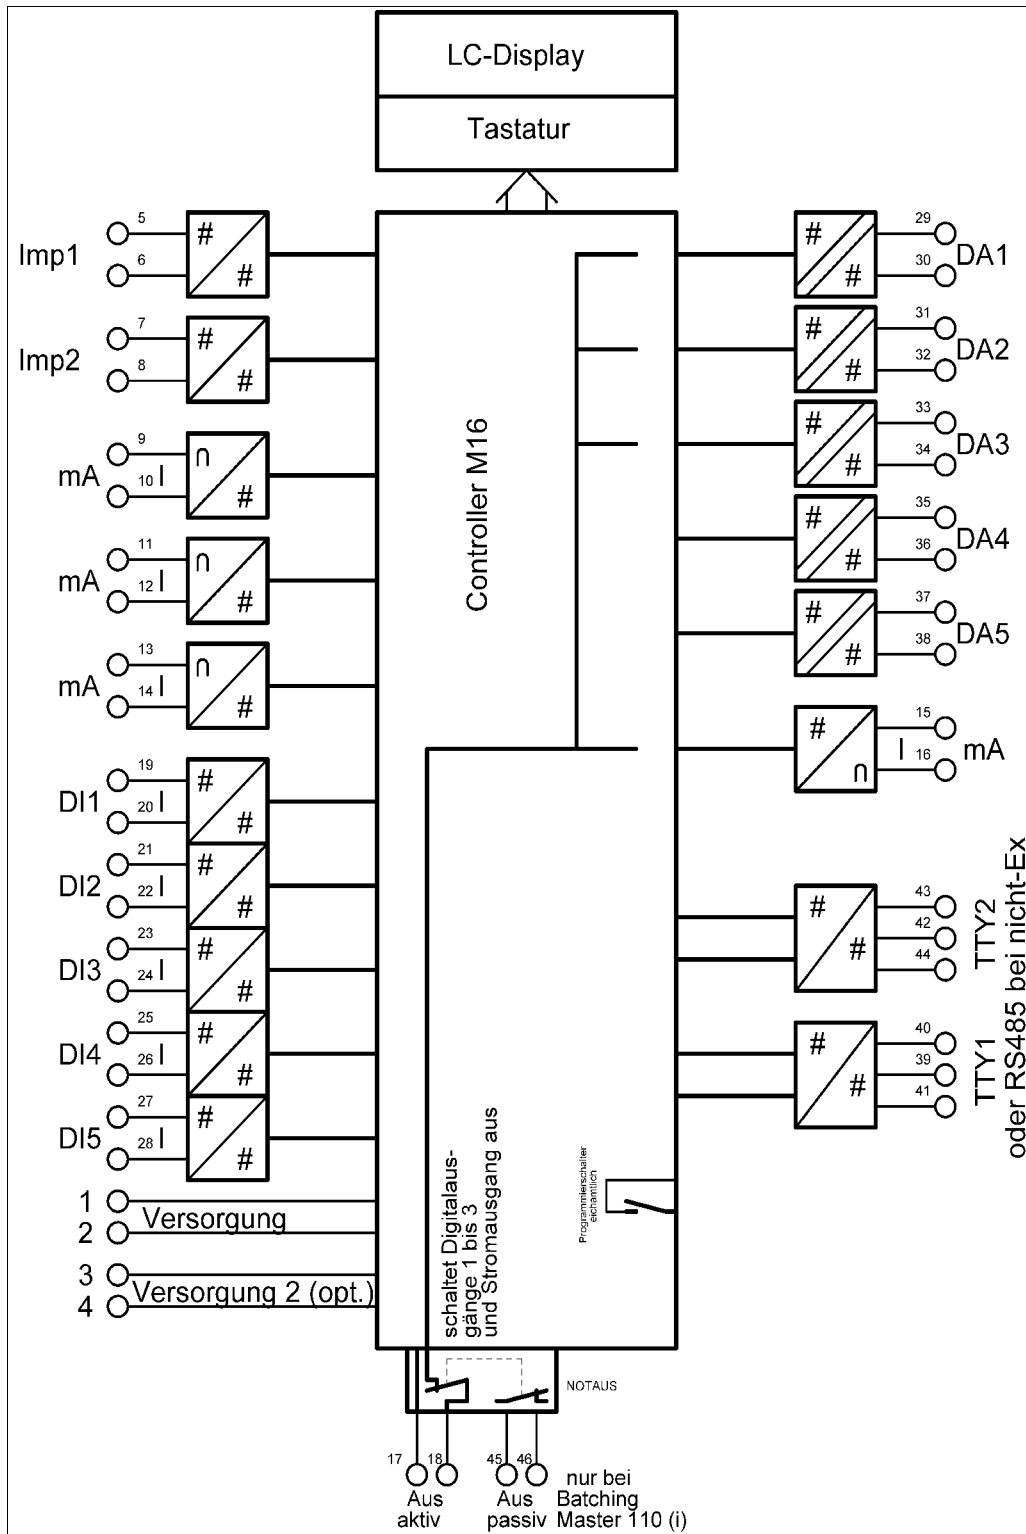 LC-Display
Tastatur
Imp1
5
6
#
#
Imp2
7
8
#
#
mA
9
10 I
∩
#
mA
11
12 I
∩
#
mA
13
14 I
∩
#
DI1
19
20 I
#
#
DI2
21
22 I
#
#
DI3
23
24 I
#
#
DI4
25
26 I
#
#
DI5
27
28 I
#
#
1
Versorgung
2
3
Versorgung 2 (opt.)
4
Controller M16
schaltet Digitalaus-
gänge 1 bis 3
und Stromausgang aus
Programmierschalter
eichamtlich
#
#
29
30
DA1
#
#
31
32
DA2
#
#
33
34
DA3
#
#
35
36
DA4
#
#
37
38
DA5
#
∩
15
I 16
mA
#
#
43
42
44
TTY2
#
#
40
39
41
TTY1
oder RS485 bei nicht-Ex
NOTAUS
17
18
45
46
Aus
aktiv
Aus
passiv
nur bei
Batching
Master 110 (i)